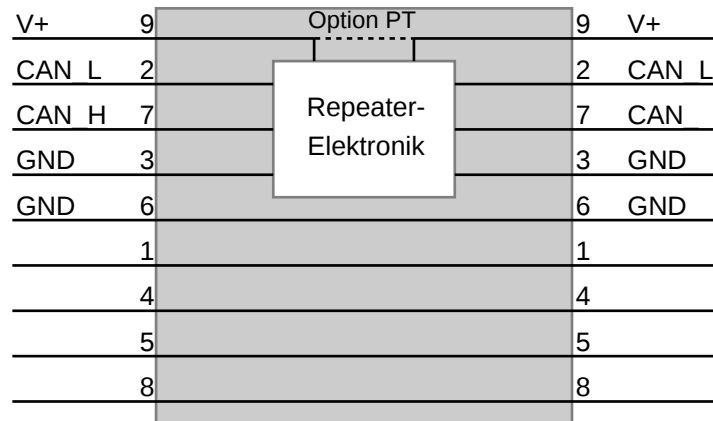 V+ 9 Option PT 9 V+
CAN_L 2 2 CAN_L
CAN_H 7 Repeater- 7 CAN_
Elektronik
GND 3 3 GND
GND 6 6 GND
1 1
4 4
5 5
8 8